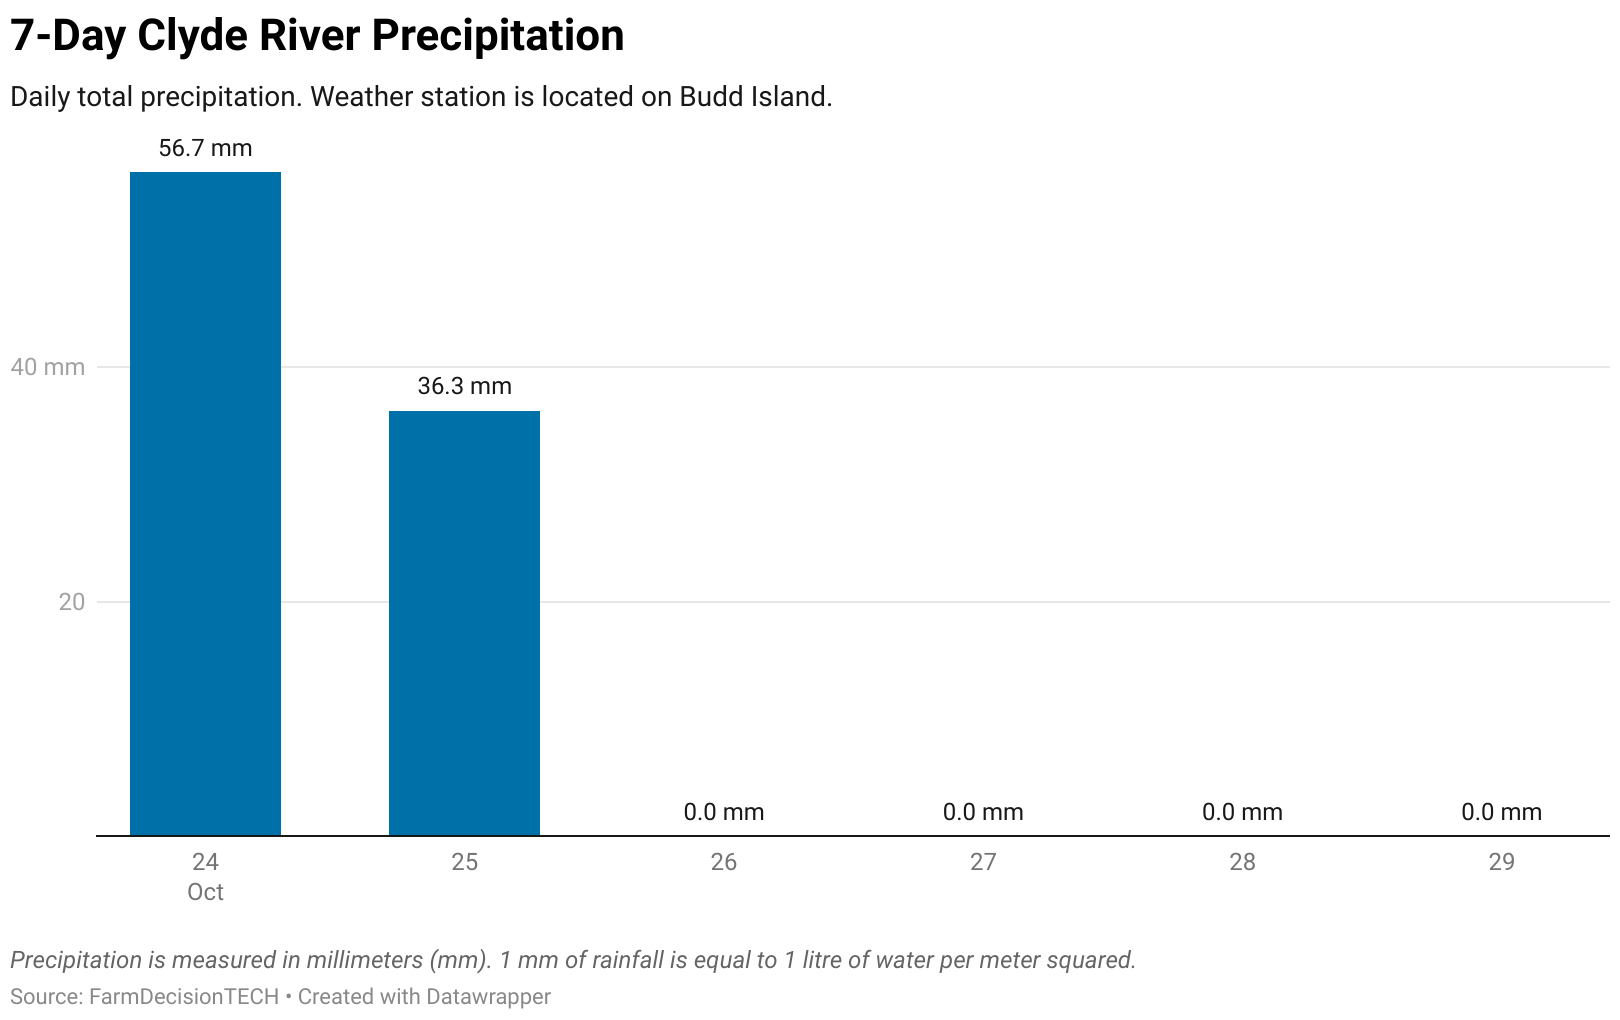 7-Day Clyde River Precipitation
Daily total precipitation. Weather station is located on Budd Island.
56.7 mm
40 mm
36.3 mm
20
0.0 mm 0.0 mm 0.0 mm 0.0 mm
24 25 26 27 28 29
Oct
Precipitation is measured in millimeters (mm). 1 mm of rainfall is equal to 1 litre of water per meter squared.
Source: FarmDecisionTECH • Created with Datawrapper